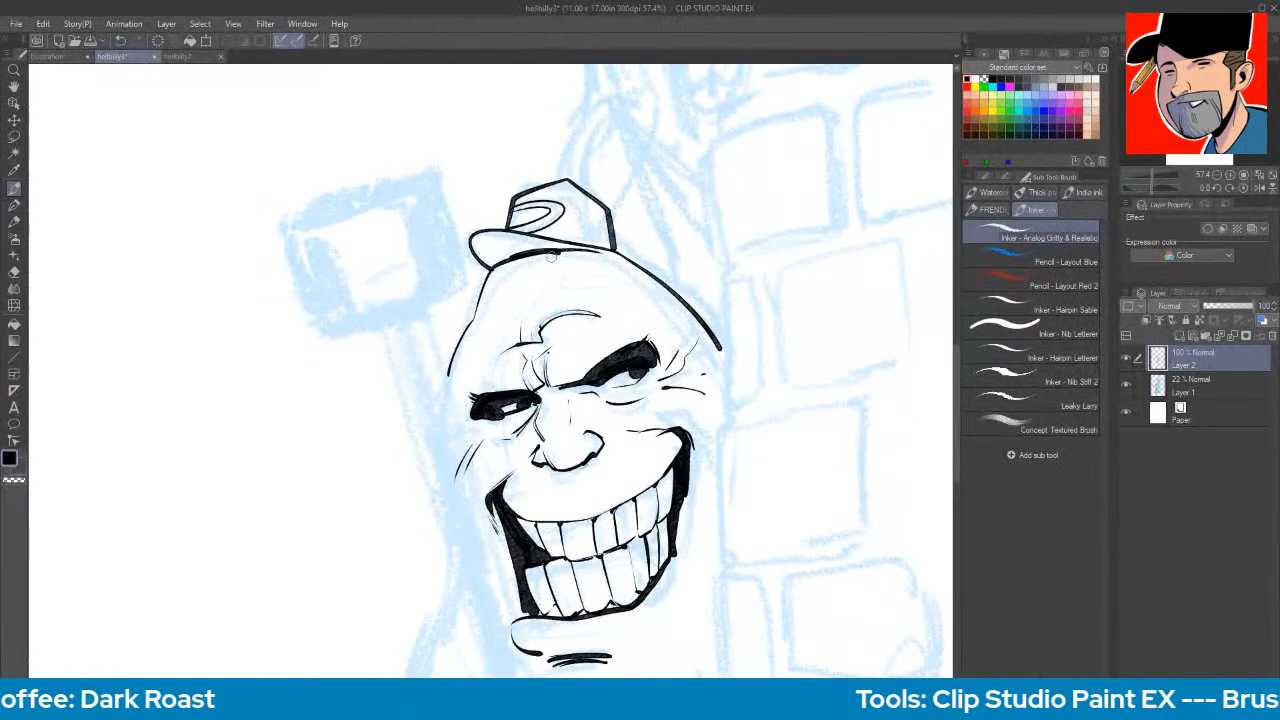 hellbilly3* (11.00 x 17.00in 300dpi 57.4%) - CLIP STUDIO PAINT EX
File Edit Story(P) Animation Layer Select View Filter Window Help
Illustration hellbilly3* hellbilly2
Standard color set
Sub Tool Brush
Watercol Thick pa India ink
FRENDE Inker -
Inker - Analog Gritty & Realistic
Pencil - Layout Blue
Pencil - Layout Red 2
Inker - Hairpin Sable
Inker - Nib Letterer
Inker - Hairpin Letterer
Inker - Nib Stiff 2
Leaky Larry
Concept Textured Brush
Add sub tool
57.4
0.0
Layer Property
Effect
Expression color
Color
Layer
Normal 100
100 % Normal
Layer 2
22 % Normal
Layer 1
Paper
offee: Dark Roast
Tools: Clip Studio Paint EX --- Brus